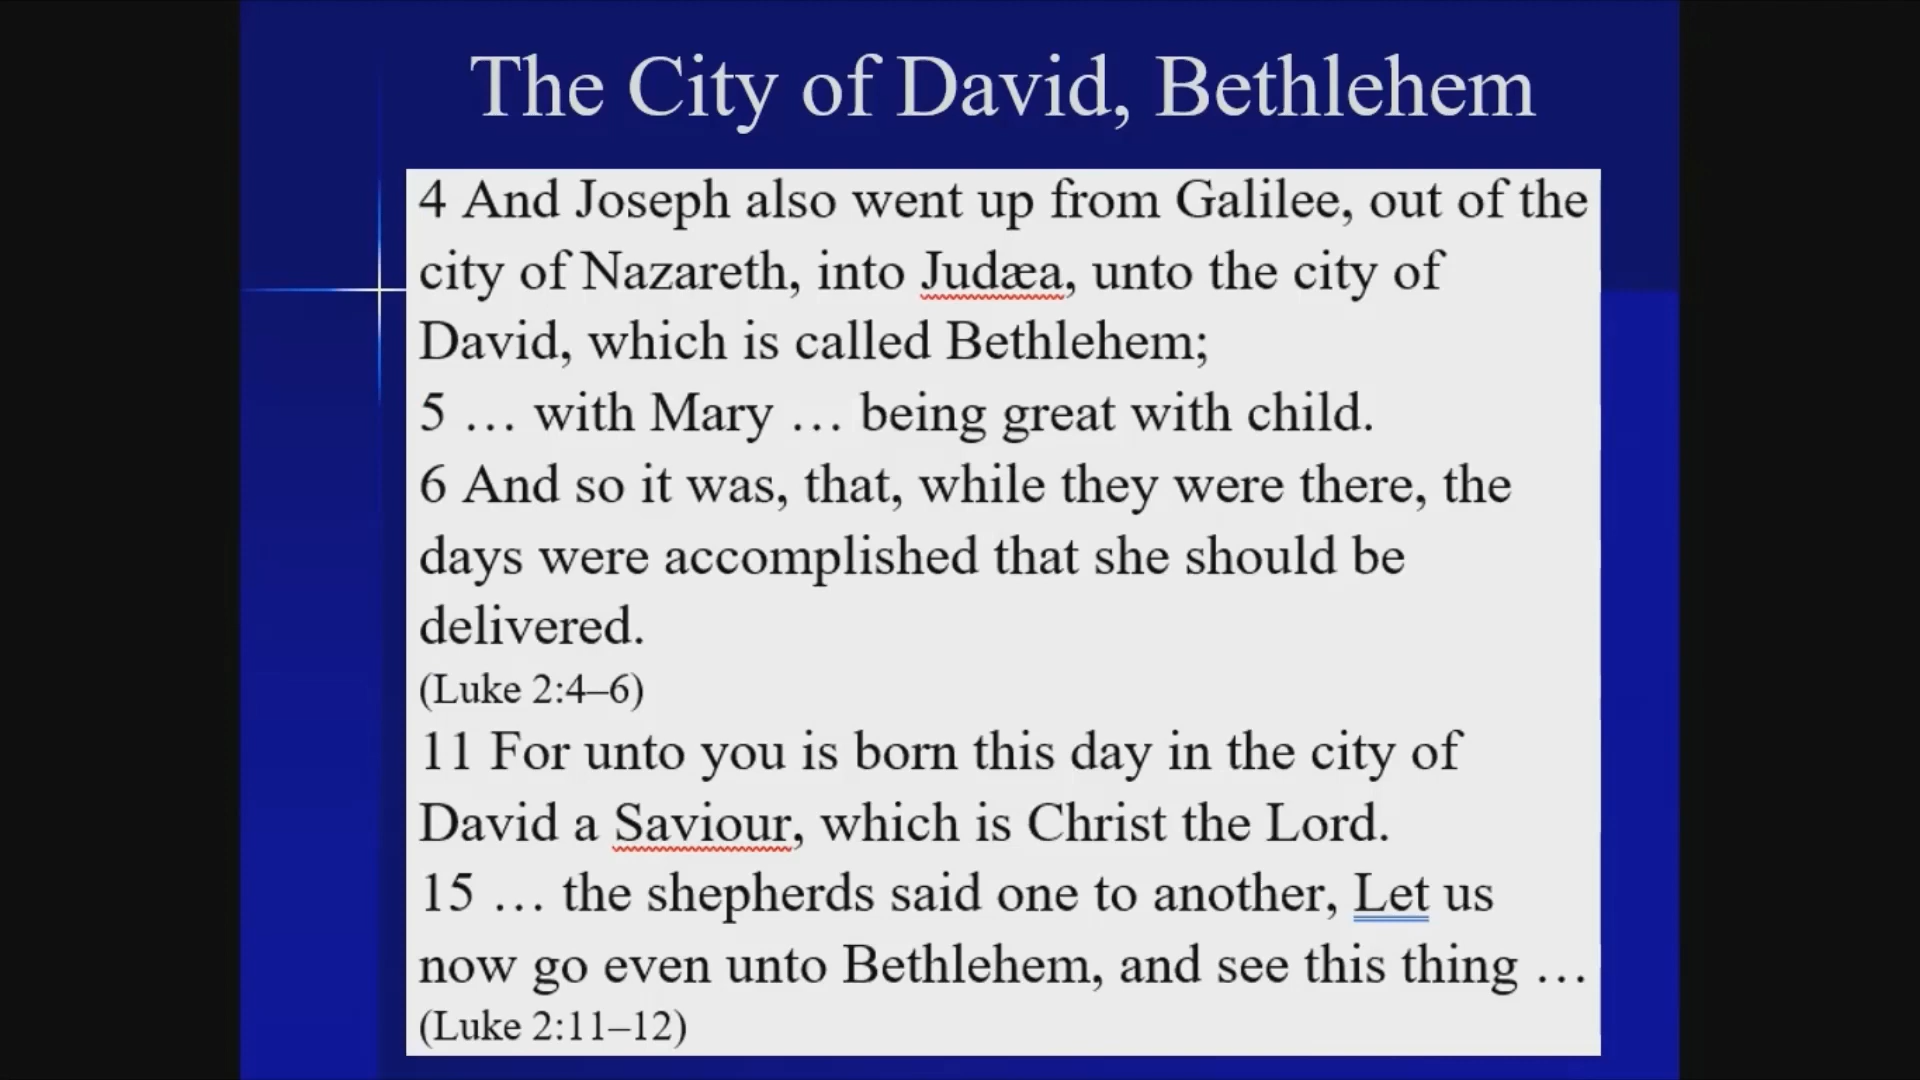 The City of David, Bethlehem
4 And Joseph also went up from Galilee, out of the
city of Nazareth, into Judæa, unto the city of
David, which is called Bethlehem;
5 … with Mary … being great with child.
6 And so it was, that, while they were there, the
days were accomplished that she should be
delivered.
(Luke 2:4–6)
11 For unto you is born this day in the city of
David a Saviour, which is Christ the Lord.
15 … the shepherds said one to another, Let us
now go even unto Bethlehem, and see this thing …
(Luke 2:11–12)